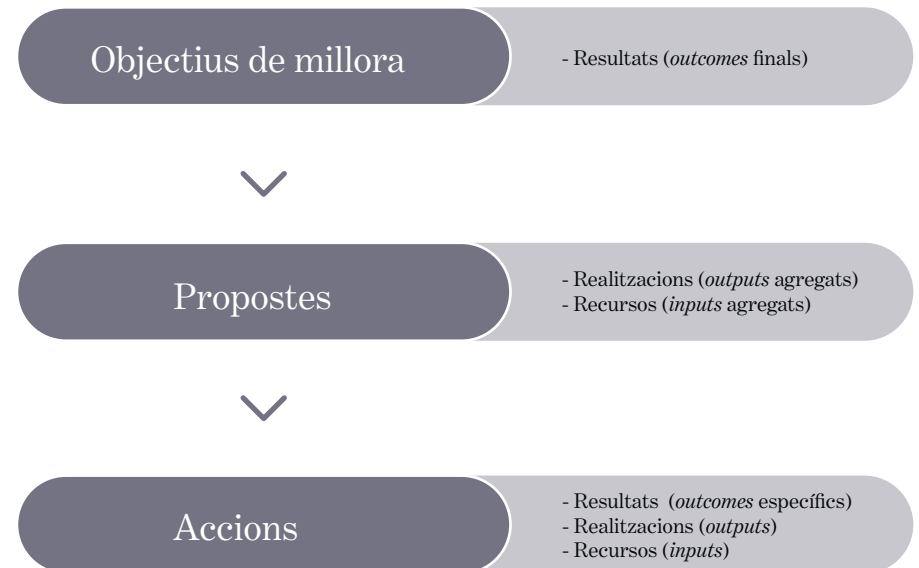 Objectius de millora
- Resultats (outcomes finals)
Propostes
- Realitzacions (outputs agregats)
- Recursos (inputs agregats)
Accions
- Resultats (outcomes específics)
- Realitzacions (outputs)
- Recursos (inputs)